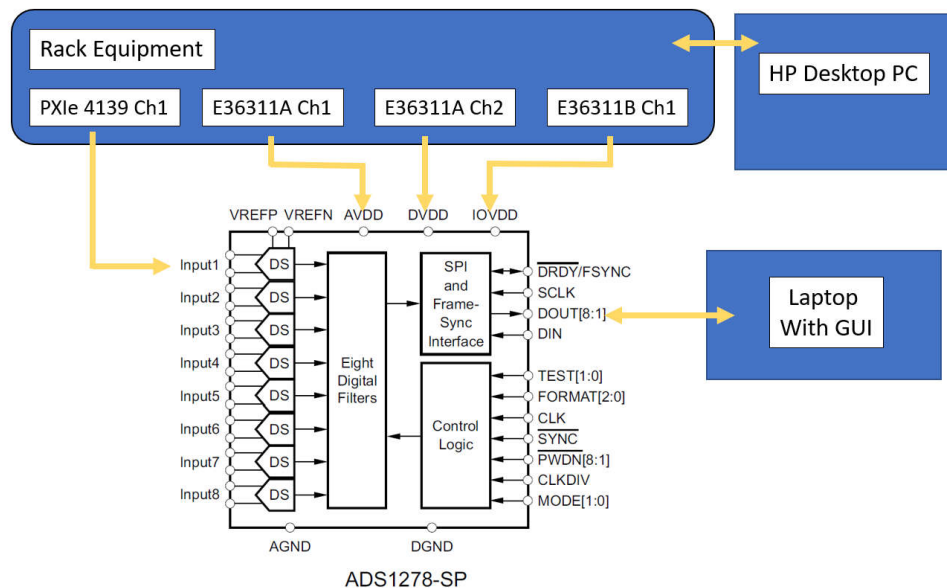 Rack Equipment
HP Desktop PC
PXIe 4139 Ch1
E36311A Ch1
E36311A Ch2
E36311B Ch1
VREFP
VREFN
AVDD
DVDD
IOVDD
Input1
Input2
Input3
Input4
Input5
Input6
Input7
Input8
DS
DS
DS
DS
DS
DS
DS
DS
Eight
Digital
Filters
SPI
and
Frame-
Sync
Interface
Control
Logic
DRDY/FSYNC
SCLK
DOUT[8:1]
DIN
TEST[1:0]
FORMAT[2:0]
CLK
SYNC
PWDN[8:1]
CLKDIV
MODE[1:0]
Laptop
With GUI
AGND
DGND
ADS1278-SP